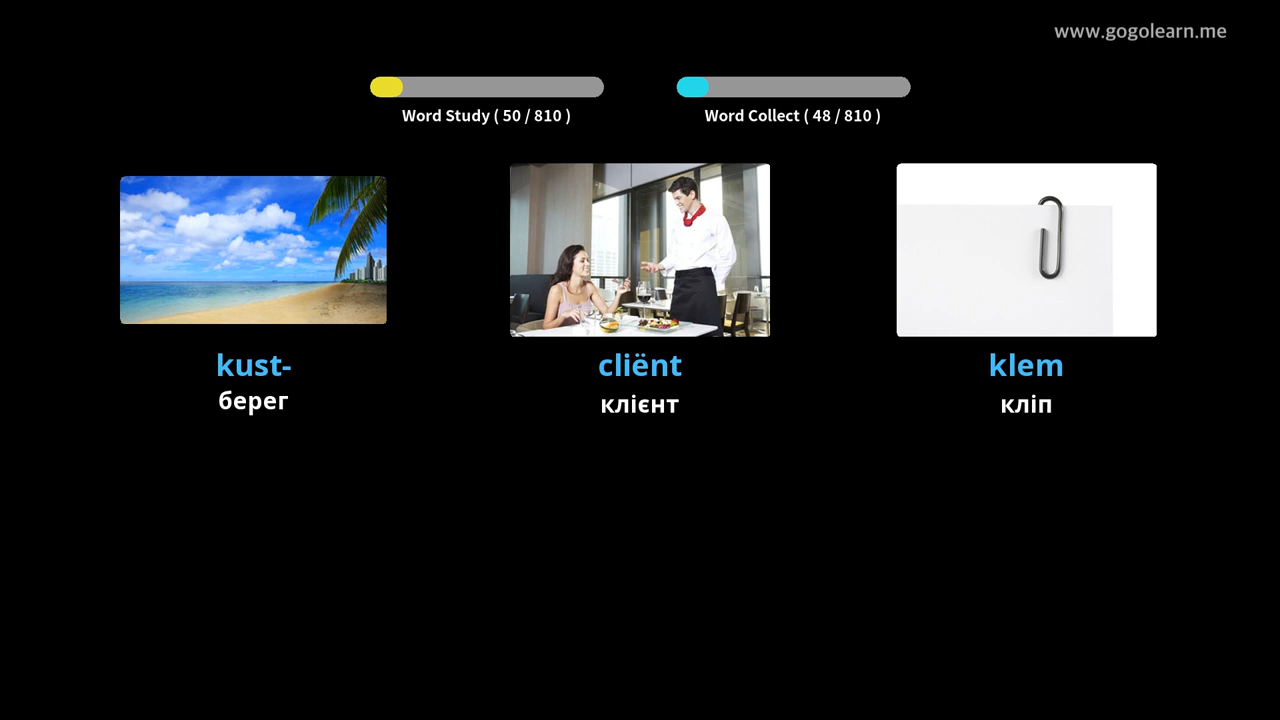 www.gogolearn.me
Word Study ( 50 / 810 )
Word Collect ( 48 / 810 )
kust-
берег
cliënt
клієнт
klem
кліп